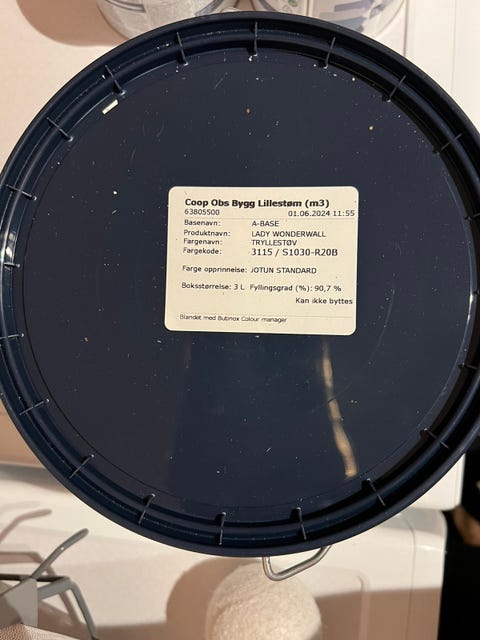 Coop Obs Bygg Lillestøm (m3)
63805500 01.06.2024 11:55
Basenavn: A-BASE
Produktnavn: LADY WONDERWALL
Fargenavn: TRYLLESTØV
Fargekode: 3115 / S1030-R20B
Farge opprinnelse: JOTUN STANDARD
Boksstørrelse: 3 L Fyllingsgrad (%): 90,7 %
Kan ikke byttes
Blandet med Butinox Colour manager